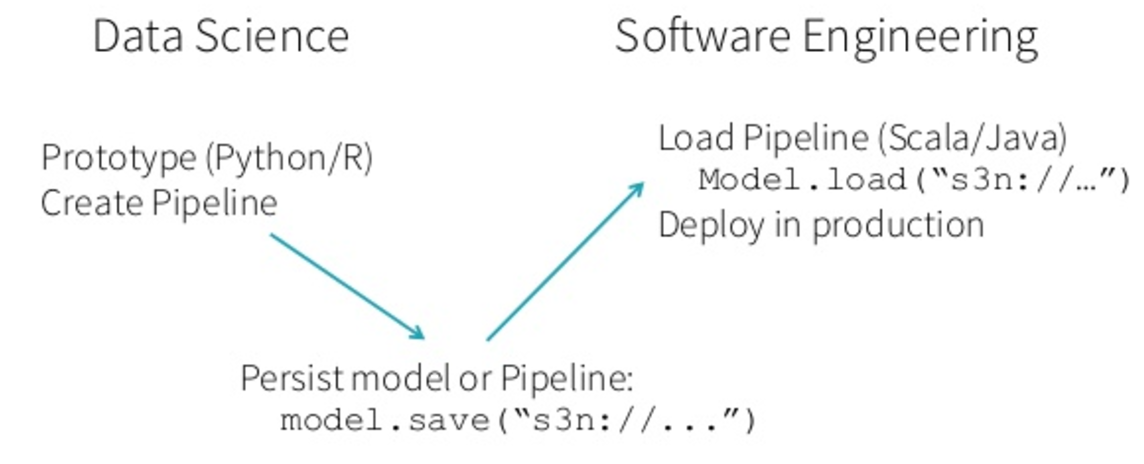 Data Science
Software Engineering
Prototype (Python/R)
Create Pipeline
Load Pipeline (Scala/Java)
Model.load(“s3n://…”)
Deploy in production
Persist model or Pipeline:
model.save(“s3n://...”)